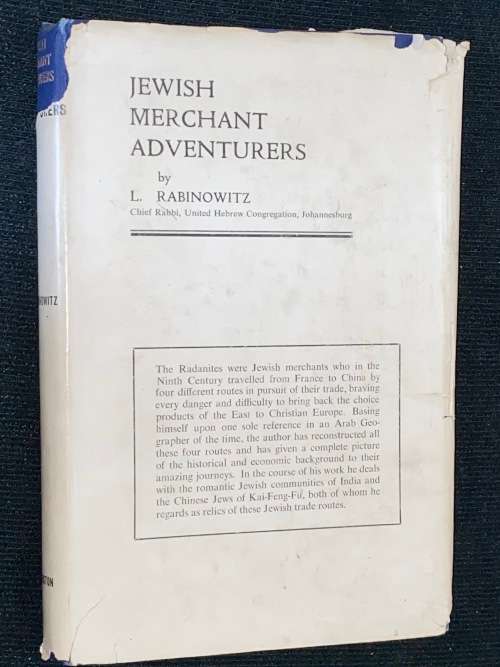 JEWISH
MERCHANT
ADVENTURERS
by
L. RABINOWITZ
Chief Rabbi, United Hebrew Congregation, Johannesburg
The Radanites were Jewish merchants who in the
Ninth Century travelled from France to China by
four different routes in pursuit of their trade, braving
every danger and difficulty to bring back the choice
products of the East to Christian Europe. Basing
himself upon one sole reference in an Arab Geo-
grapher of the time, the author has reconstructed all
these four routes and has given a complete picture
of the historical and economic background to their
amazing journeys. In the course of his work he deals
with the romantic Jewish communities of India and
the Chinese Jews of Kai-Feng-Fu, both of whom he
regards as relics of these Jewish trade routes.